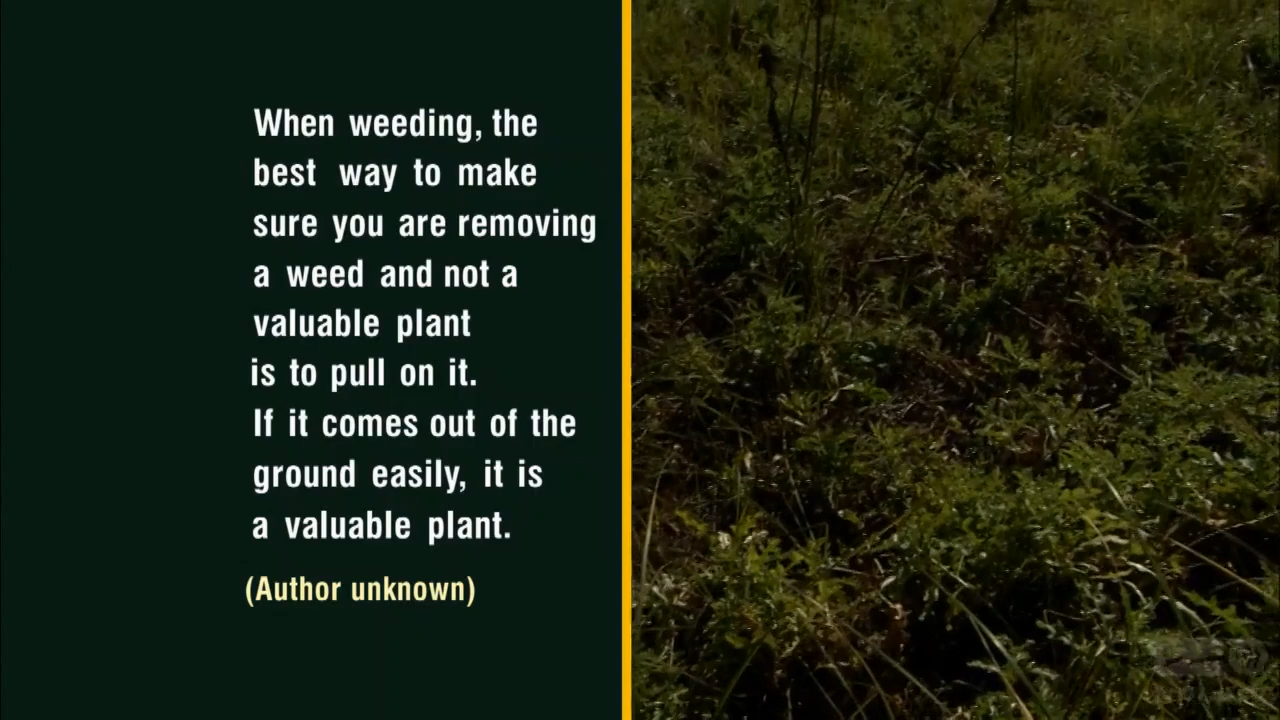 When weeding, the
best way to make
sure you are removing
a weed and not a
valuable plant
is to pull on it.
If it comes out of the
ground easily, it is
a valuable plant.
(Author unknown)